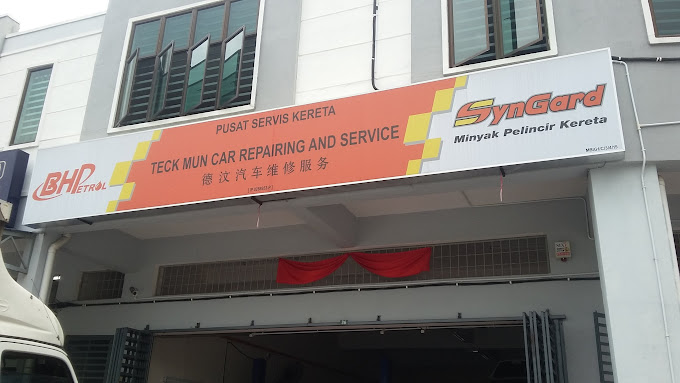 BHPETROL
PUSAT SERVIS KERETA
TECK MUN CAR REPAIRING AND SERVICE
德汶汽车维修服务
SynGard
Minyak Pelincir Kereta